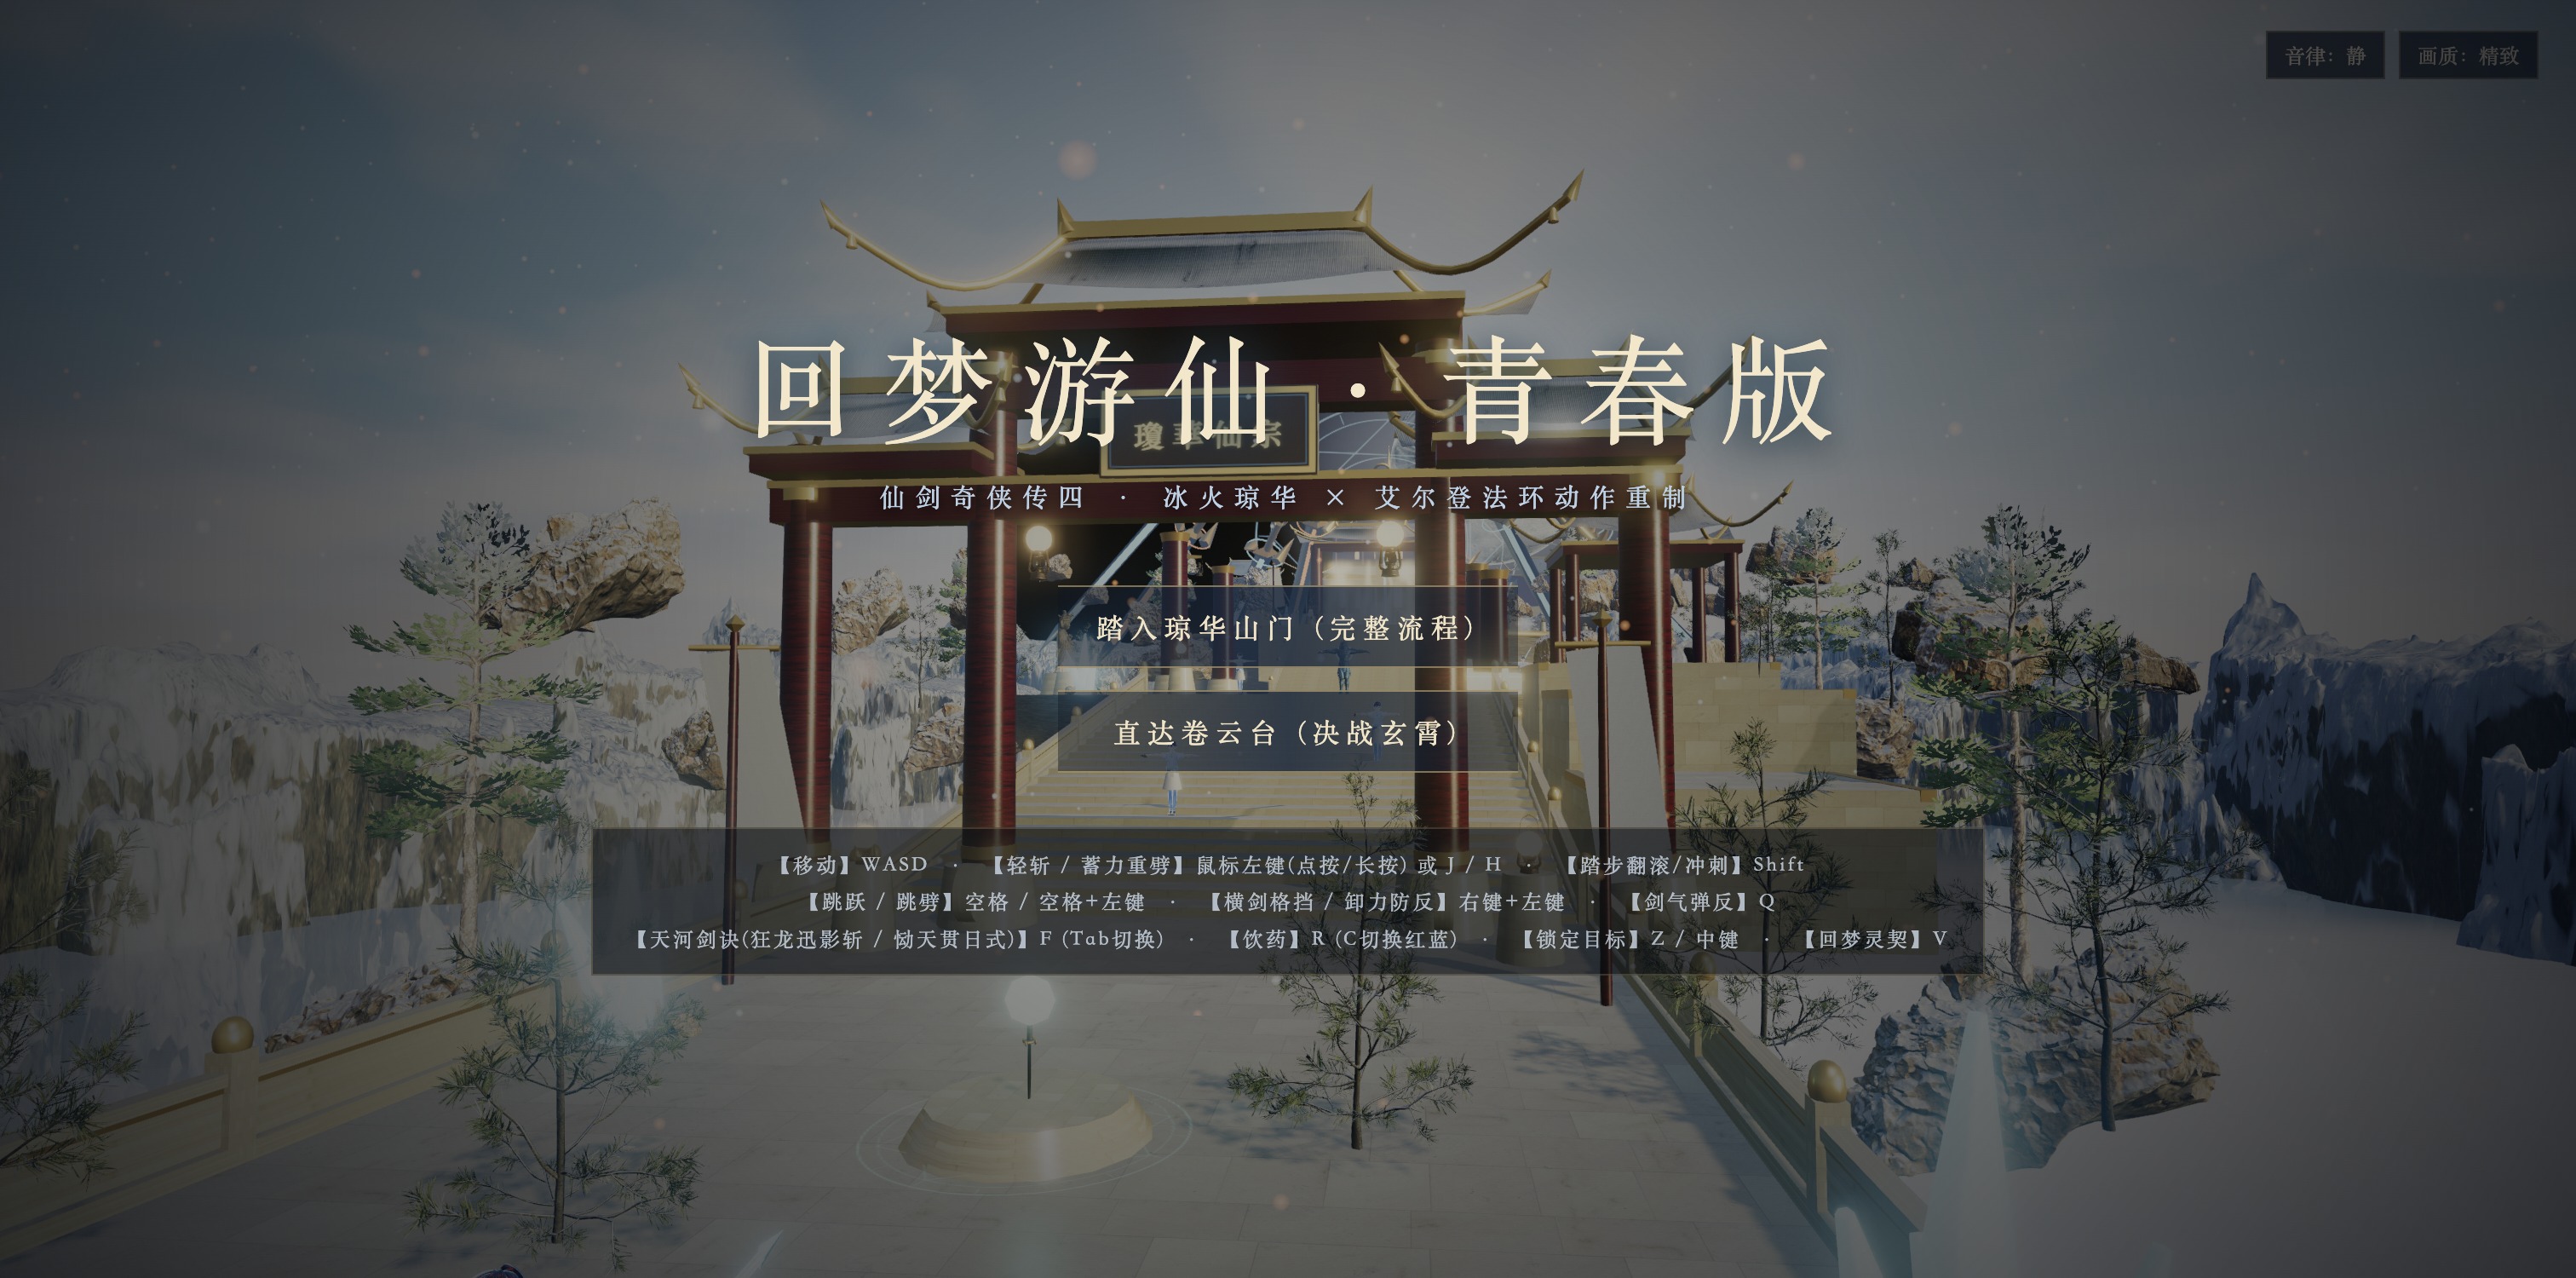 音律：静
画质：精致
回梦游仙·青春版
瓊華仙宗
仙剑奇侠传四 · 冰火琼华 × 艾尔登法环动作重制
踏入琼华山门（完整流程）
直达卷云台（决战玄霄）
【移动】WASD · 【轻斩 / 蓄力重劈】鼠标左键(点按/长按) 或 J / H · 【踏步翻滚/冲刺】Shift
【跳跃 / 跳劈】空格 / 空格+左键 · 【横剑格挡 / 卸力防反】右键+左键 · 【剑气弹反】Q
【天河剑诀(狂龙迅影斩 / 恸天贯日式)】F (Tab切换) · 【饮药】R (C切换红蓝) · 【锁定目标】Z / 中键 · 【回梦灵契】V